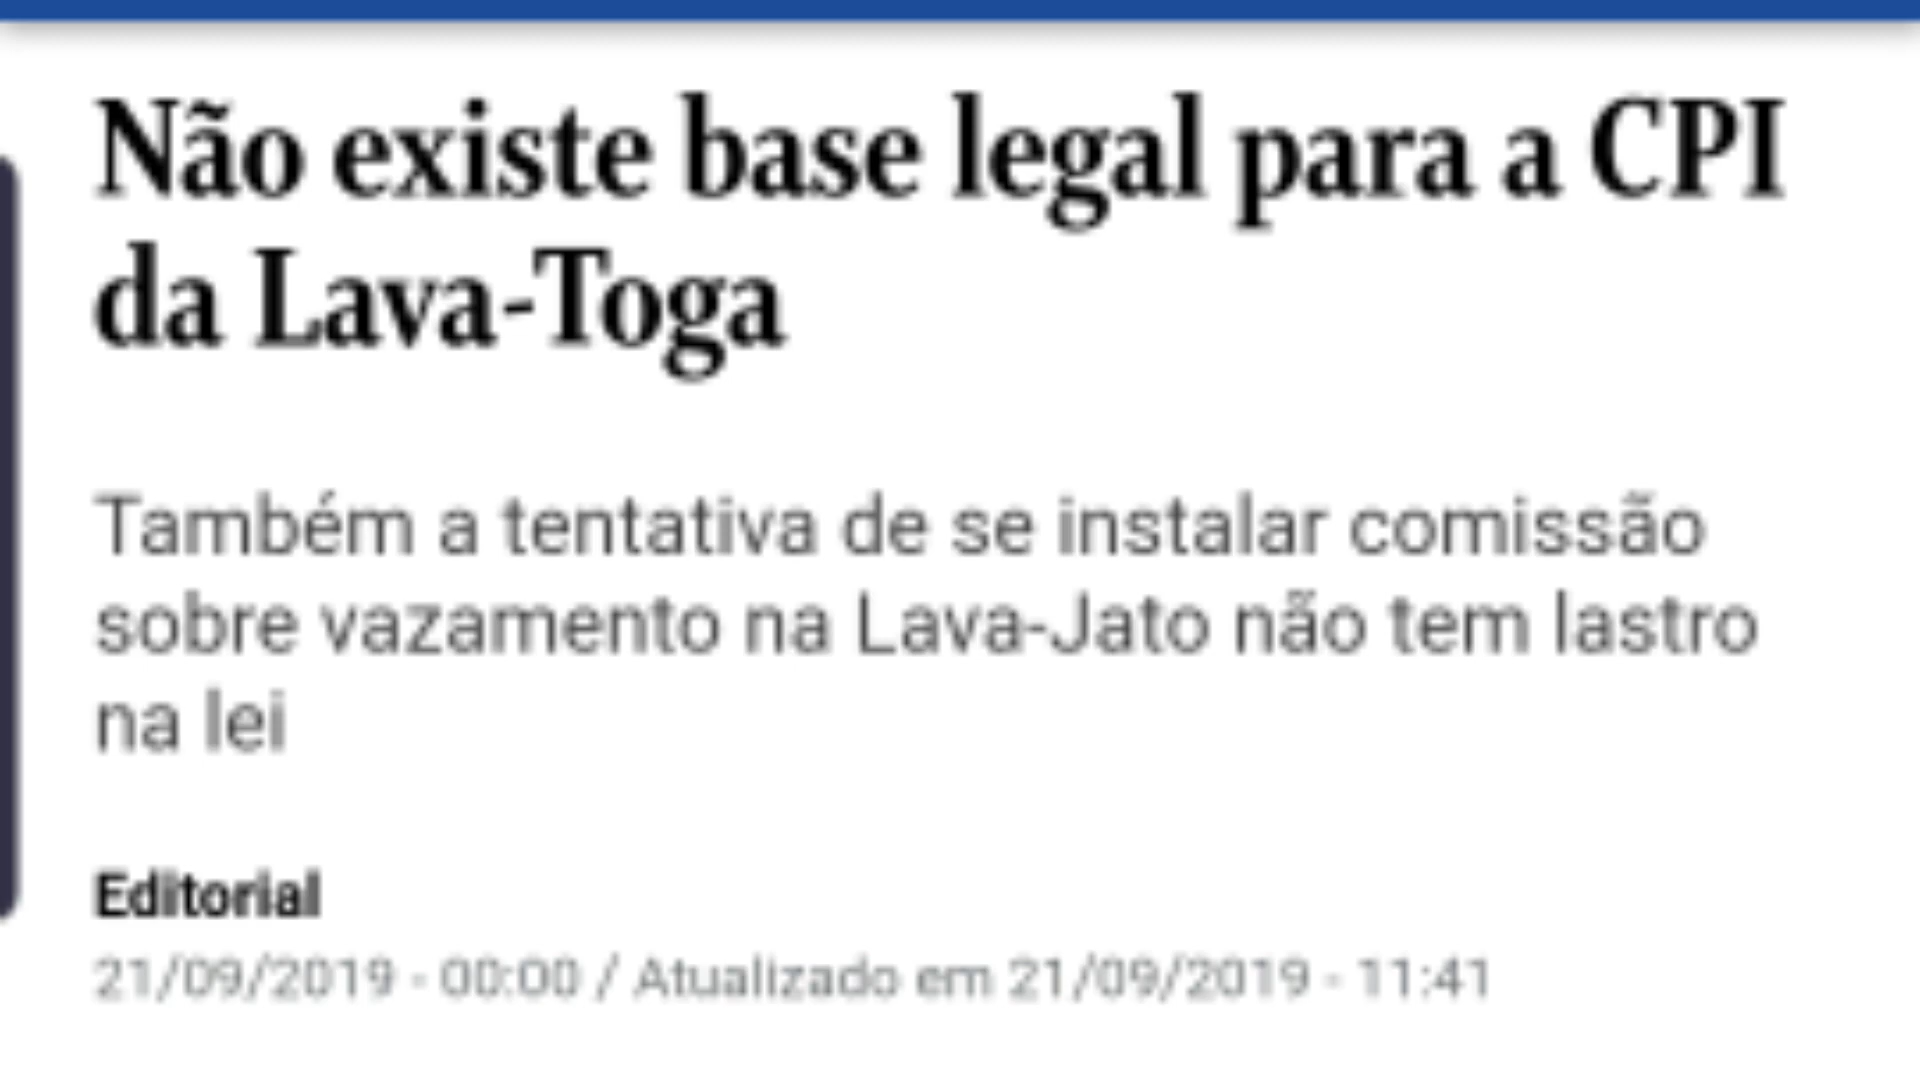 Não existe base legal para a CPI
da Lava-Toga
Também a tentativa de se instalar comissão
sobre vazamento na Lava-Jato não tem lastro
na lei
Editorial
21/09/2019 - 00:00 / Atualizado em 21/09/2019 - 11:41